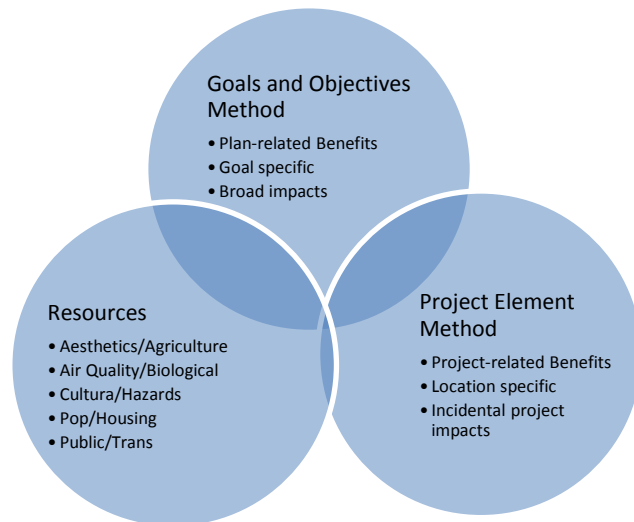 Goals and Objectives
Method
• Plan-related Benefits
• Goal specific
• Broad impacts
Resources
• Aesthetics/Agriculture
• Air Quality/Biological
• Cultura/Hazards
• Pop/Housing
• Public/Trans
Project Element
Method
• Project-related Benefits
• Location specific
• Incidental project
impacts